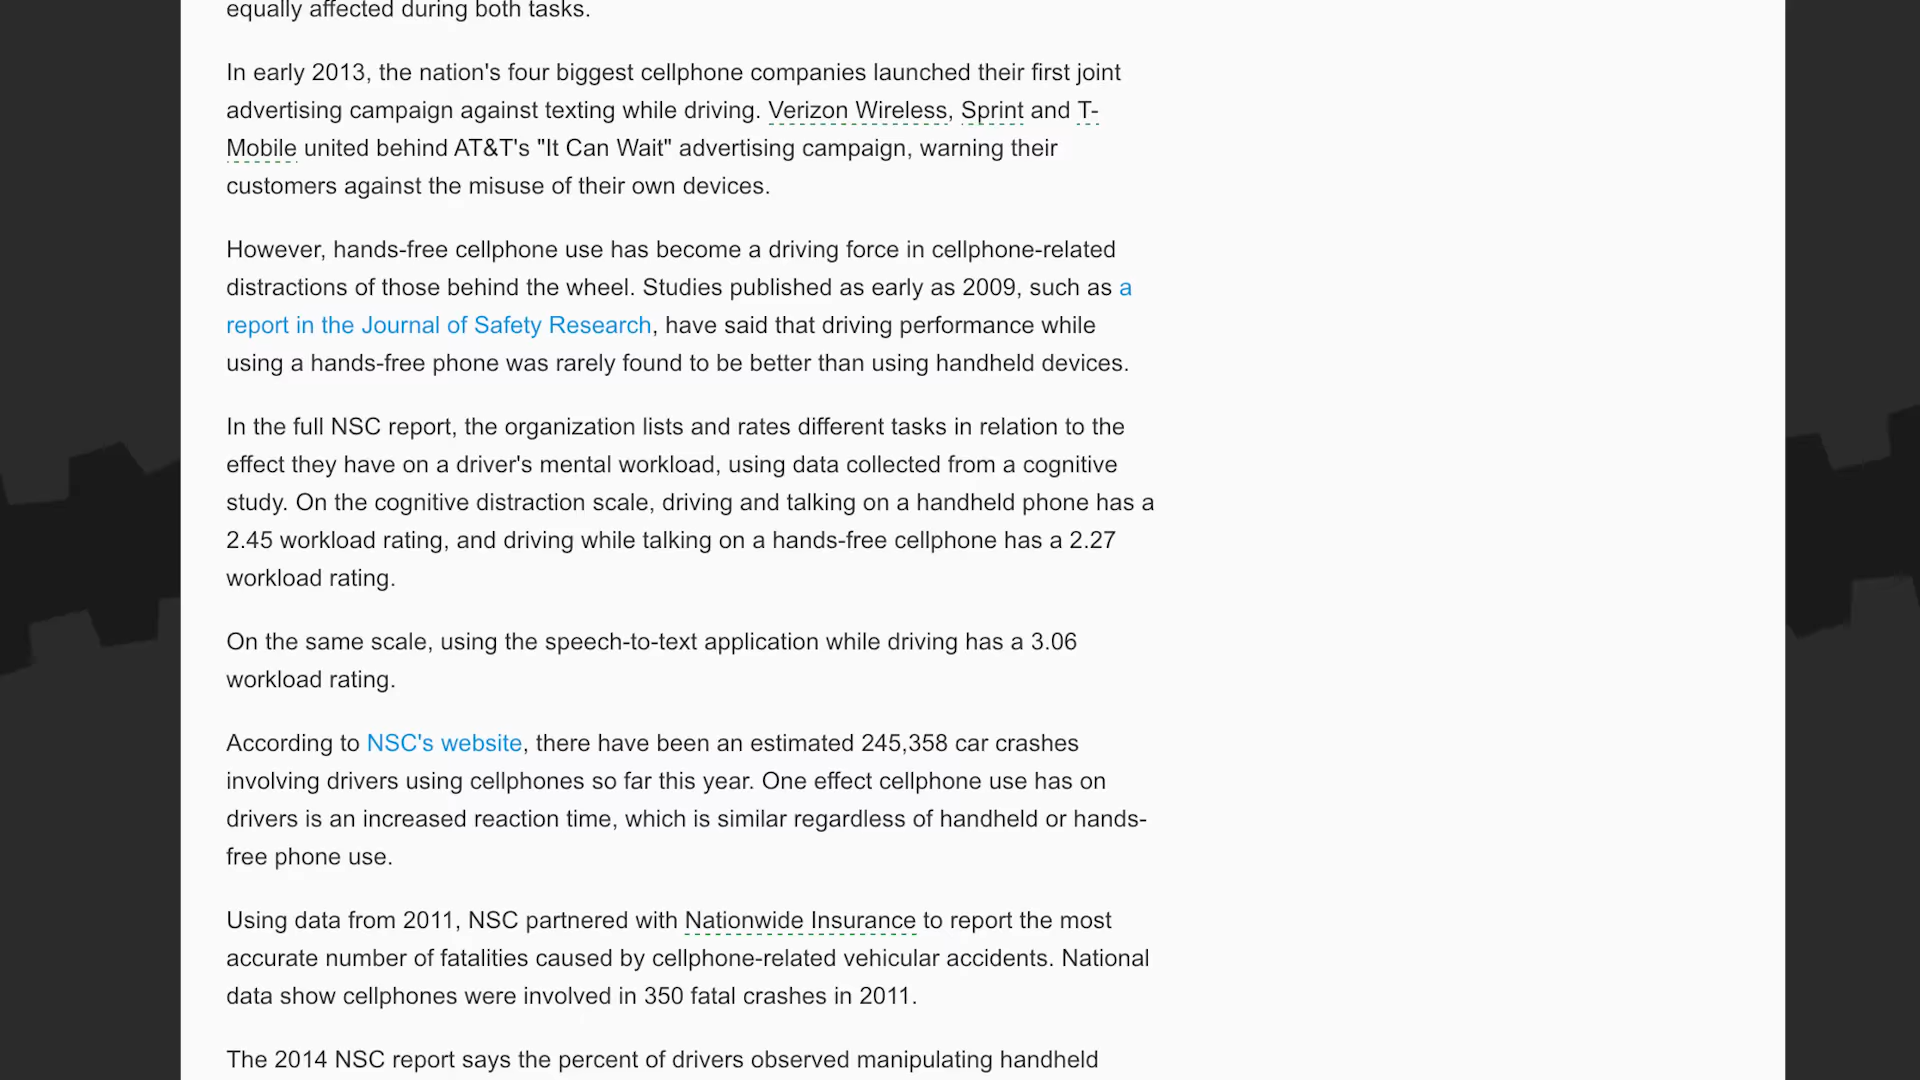 equally affected during both tasks.
In early 2013, the nation's four biggest cellphone companies launched their first joint
advertising campaign against texting while driving. Verizon Wireless, Sprint and T-
Mobile united behind AT&T's "It Can Wait" advertising campaign, warning their
customers against the misuse of their own devices.
However, hands-free cellphone use has become a driving force in cellphone-related
distractions of those behind the wheel. Studies published as early as 2009, such as a
report in the Journal of Safety Research, have said that driving performance while
using a hands-free phone was rarely found to be better than using handheld devices.
In the full NSC report, the organization lists and rates different tasks in relation to the
effect they have on a driver's mental workload, using data collected from a cognitive
study. On the cognitive distraction scale, driving and talking on a handheld phone has a
2.45 workload rating, and driving while talking on a hands-free cellphone has a 2.27
workload rating.
On the same scale, using the speech-to-text application while driving has a 3.06
workload rating.
According to NSC's website, there have been an estimated 245,358 car crashes
involving drivers using cellphones so far this year. One effect cellphone use has on
drivers is an increased reaction time, which is similar regardless of handheld or hands-
free phone use.
Using data from 2011, NSC partnered with Nationwide Insurance to report the most
accurate number of fatalities caused by cellphone-related vehicular accidents. National
data show cellphones were involved in 350 fatal crashes in 2011.
The 2014 NSC report says the percent of drivers observed manipulating handheld